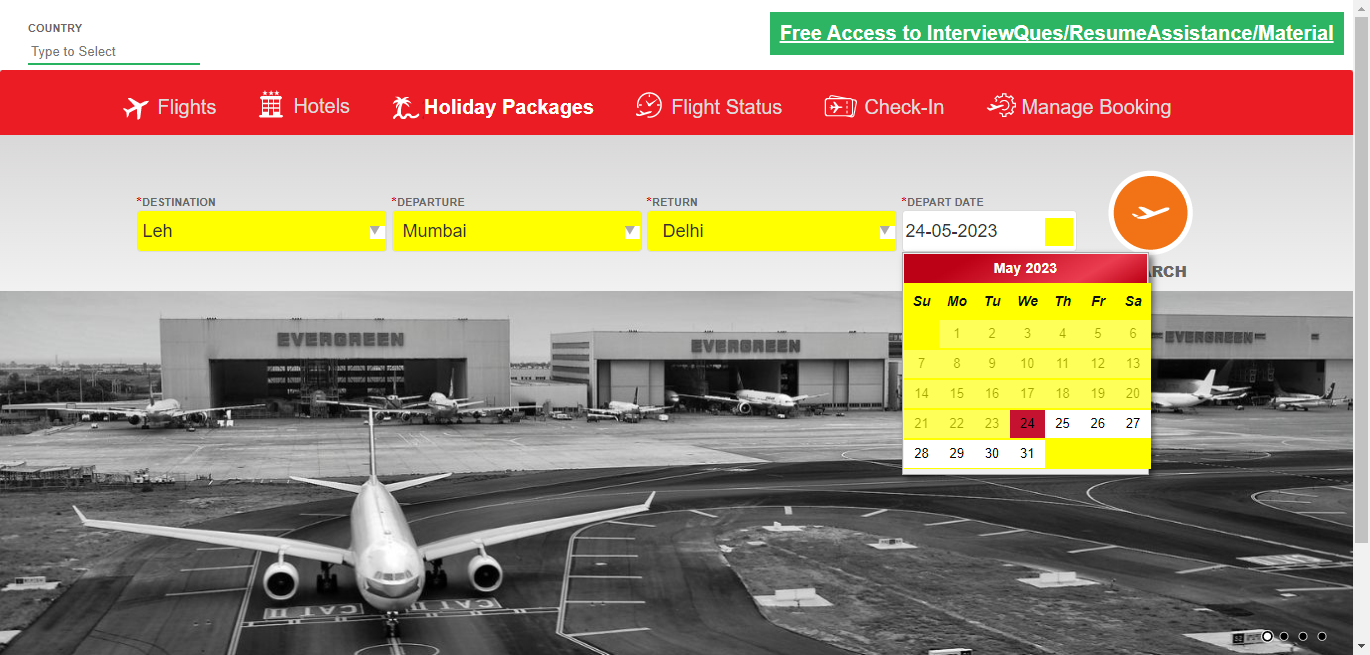 COUNTRY
Type to Select
Free Access to InterviewQues/ResumeAssistance/Material
Flights
Hotels
Holiday Packages
Flight Status
Check-In
Manage Booking
*DESTINATION
*DEPARTURE
*RETURN
*DEPART DATE
Leh
Mumbai
Delhi
24-05-2023
ARCH
May 2023
Su Mo Tu We Th Fr Sa
1 2 3 4 5 6
7 8 9 10 11 12 13
14 15 16 17 18 19 20
21 22 23 24 25 26 27
28 29 30 31
EVERGREEN
EVERGREEN
EVERGREEN
CAT II
CAT II